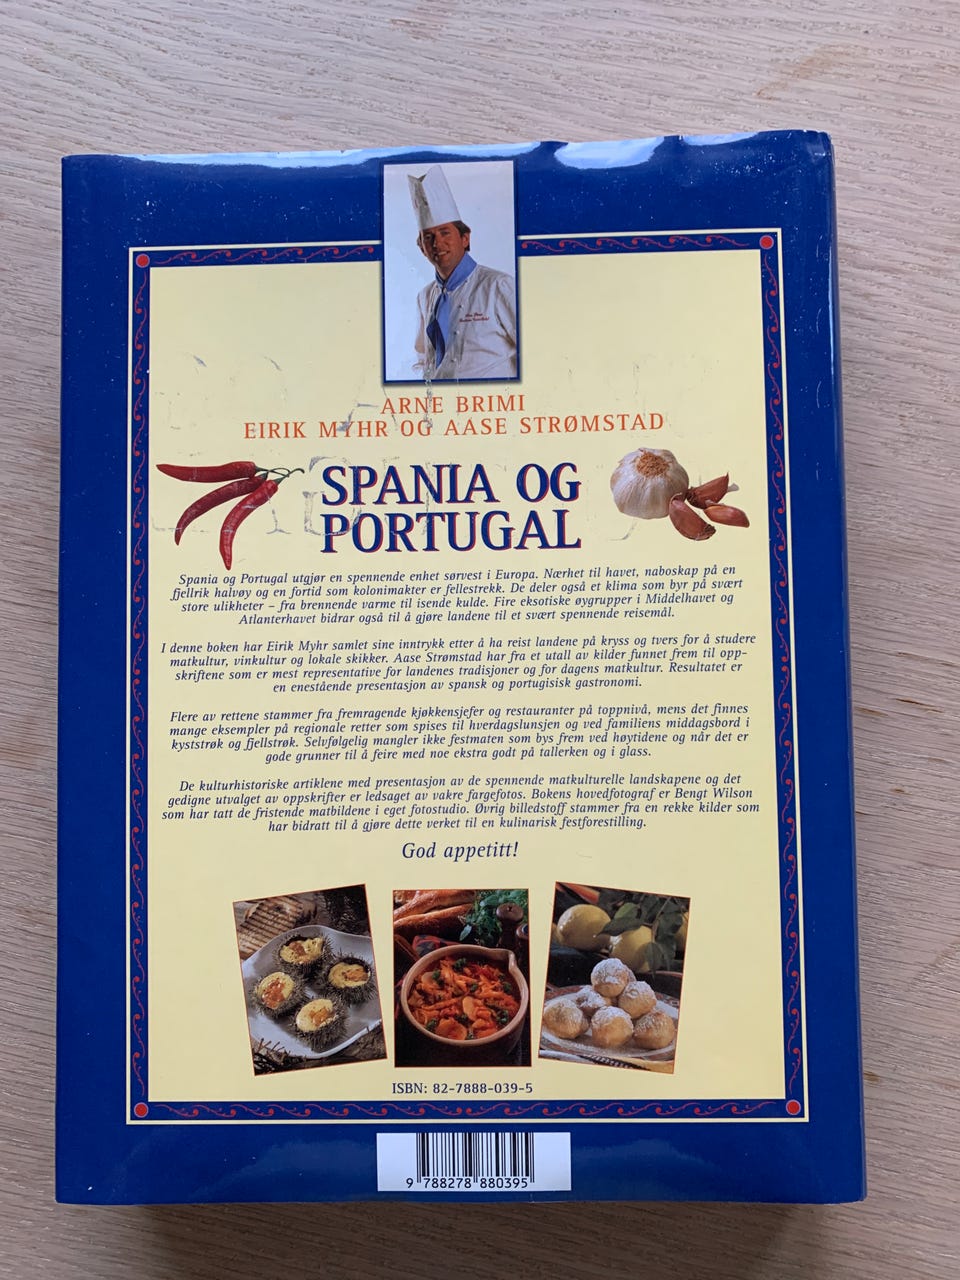 ARNE BRIMI
EIRIK MYHR OG AASE STRØMSTAD
SPANIA OG
PORTUGAL
Spania og Portugal utgjør en spennende enhet sørvest i Europa. Nærhet til havet, naboskap på en
fjellrik halvøy og en fortid som kolonimakter er fellestrekk. De deler også et klima som byr på svært
store ulikheter – fra brennende varme til isende kulde. Fire eksotiske øygrupper i Middelhavet og
Atlanterhavet bidrar også til å gjøre landene til et svært spennende reisemål.
I denne boken har Eirik Myhr samlet sine inntrykk etter å ha reist landene på kryss og tvers for å studere
matkultur, vinkultur og lokale skikker. Aase Strømstad har fra et utall av kilder funnet frem til opp-
skriftene som er mest representative for landenes tradisjoner og for dagens matkultur. Resultatet er
en enestående presentasjon av spansk og portugisisk gastronomi.
Flere av rettene stammer fra fremragende kjøkkensjefer og restauranter på toppnivå, mens det finnes
mange eksempler på regionale retter som spises til hverdagslunsjen og ved familiens middagsbord i
kyststrøk og fjellstrøk. Selvfølgelig mangler ikke festmaten som bys frem ved høytidene og når det er
gode grunner til å feire med noe ekstra godt på tallerken og i glass.
De kulturhistoriske artiklene med presentasjon av de spennende matkulturelle landskapene og det
gedigne utvalget av oppskrifter er ledsaget av vakre fargefotos. Bokens hovedfotograf er Bengt Wilson
som har tatt de fristende matbildene i eget fotostudio. Øvrig billedstoff stammer fra en rekke kilder som
har bidratt til å gjøre dette verket til en kulinarisk festforestilling.
God appetitt!
ISBN: 82-7888-039-5
9 788278 880395